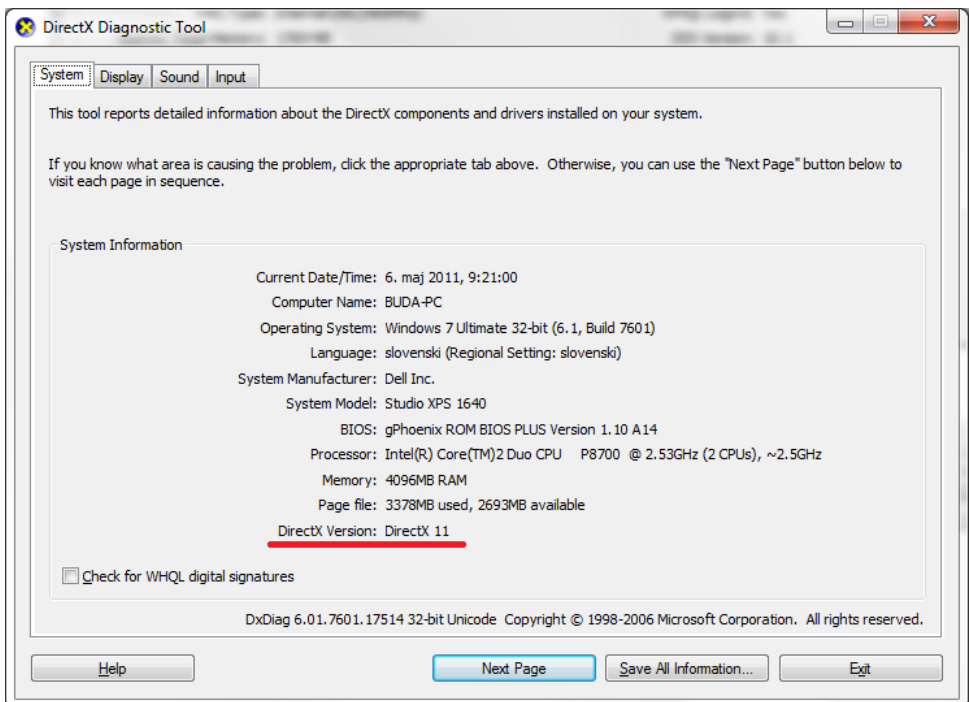 DirectX Diagnostic Tool
System Display Sound Input
This tool reports detailed information about the DirectX components and drivers installed on your system.
If you know what area is causing the problem, click the appropriate tab above.  Otherwise, you can use the "Next Page" button below to
visit each page in sequence.
System Information
Current Date/Time: 6. maj 2011, 9:21:00
Computer Name: BUDA-PC
Operating System: Windows 7 Ultimate 32-bit (6.1, Build 7601)
Language: slovenski (Regional Setting: slovenski)
System Manufacturer: Dell Inc.
System Model: Studio XPS 1640
BIOS: gPhoenix ROM BIOS PLUS Version 1.10 A14
Processor: Intel(R) Core(TM)2 Duo CPU    P8700  @ 2.53GHz (2 CPUs), ~2.5GHz
Memory: 4096MB RAM
Page file: 3378MB used, 2693MB available
DirectX Version: DirectX 11
Check for WHQL digital signatures
DxDiag 6.01.7601.17514 32-bit Unicode  Copyright © 1998-2006 Microsoft Corporation.  All rights reserved.
Help Next Page Save All Information... Exit